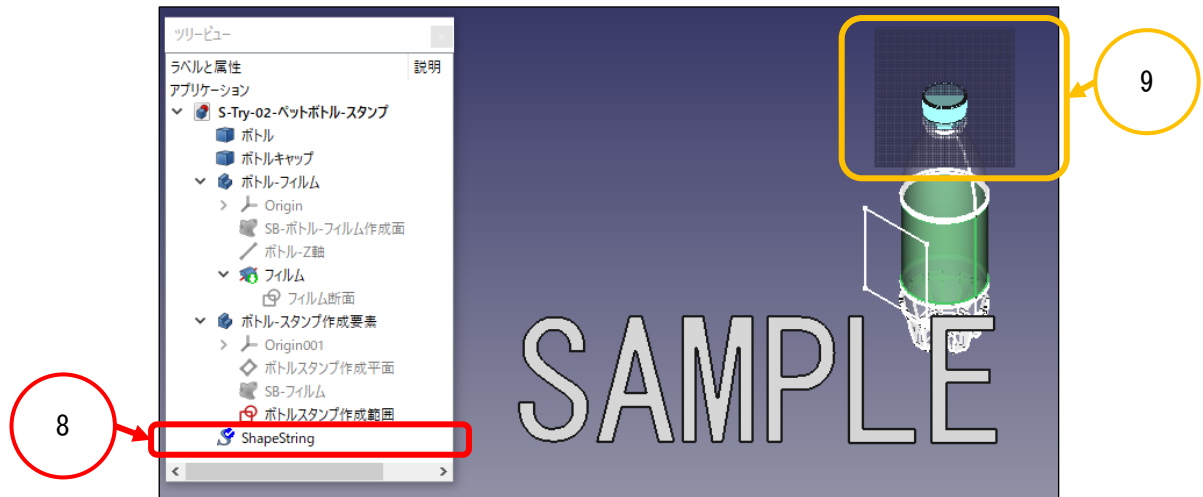 ツリービュー
ラベルと属性 説明
アプリケーション
S-Try-02-ペットボトル-スタンプ
ボトル
ボトルキャップ
ボトル-フィルム
Origin
SB-ボトル-フィルム作成面
ボトル-Z軸
フィルム
フィルム断面
ボトル-スタンプ作成要素
Origin001
ボトルスタンプ作成平面
SB-フィルム
ボトルスタンプ作成範囲
ShapeString
8
9
SAMPLE